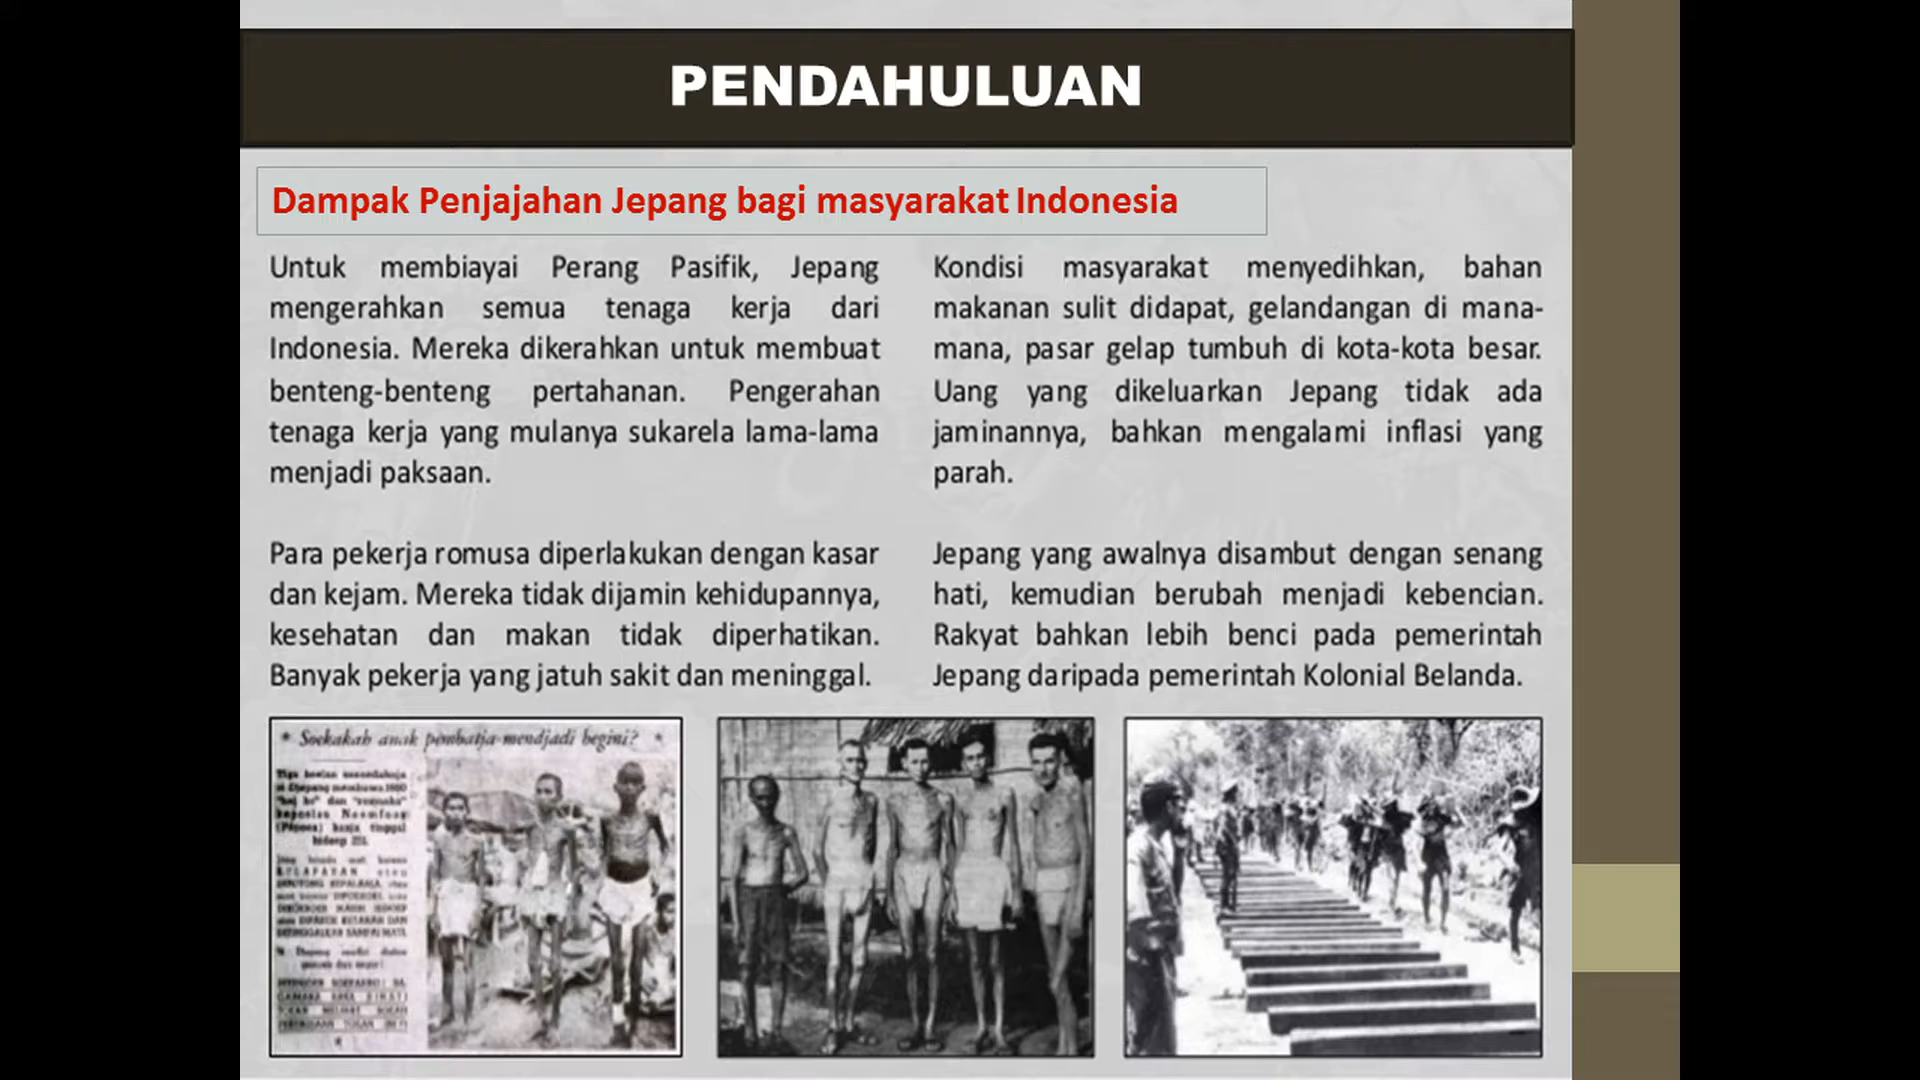 PENDAHULUAN
Dampak Penjajahan Jepang bagi masyarakat Indonesia
Untuk membiayai Perang Pasifik, Jepang
mengerahkan semua tenaga kerja dari
Indonesia. Mereka dikerahkan untuk membuat
benteng-benteng pertahanan. Pengerahan
tenaga kerja yang mulanya sukarela lama-lama
menjadi paksaan.
Para pekerja romusa diperlakukan dengan kasar
dan kejam. Mereka tidak dijamin kehidupannya,
kesehatan dan makan tidak diperhatikan.
Banyak pekerja yang jatuh sakit dan meninggal.
Kondisi masyarakat menyedihkan, bahan
makanan sulit didapat, gelandangan di mana-
mana, pasar gelap tumbuh di kota-kota besar.
Uang yang dikeluarkan Jepang tidak ada
jaminannya, bahkan mengalami inflasi yang
parah.
Jepang yang awalnya disambut dengan senang
hati, kemudian berubah menjadi kebencian.
Rakyat bahkan lebih benci pada pemerintah
Jepang daripada pemerintah Kolonial Belanda.
* Soekakah anak pembatja mendjadi begini? *